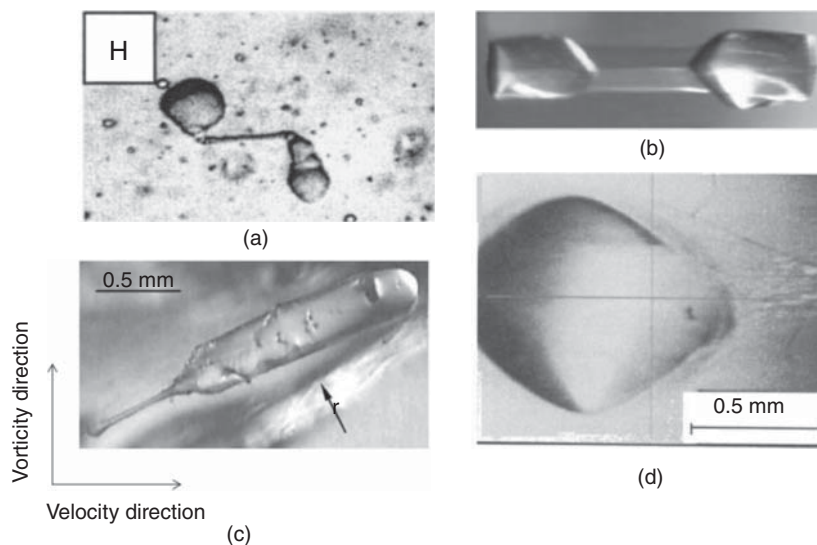 H
(a)
(b)
0.5 mm
r
Vorticity direction
Velocity direction
(c)
0.5 mm
(d)